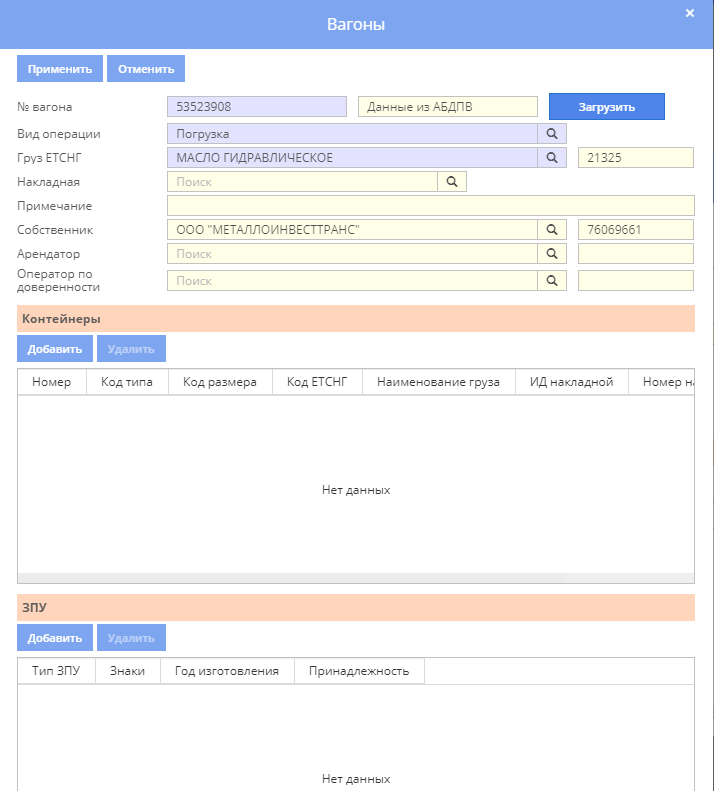 Вагоны
×
Применить Отменить
№ вагона 53523908 Данные из АБДПВ Загрузить
Вид операции Погрузка
Груз ЕТСНГ МАСЛО ГИДРАВЛИЧЕСКОЕ 21325
Накладная Поиск
Примечание
Собственник ООО "МЕТАЛЛОИНВЕСТТРАНС" 76069661
Арендатор Поиск
Оператор по
доверенности Поиск
Контейнеры
Добавить Удалить
Номер Код типа Код размера Код ЕТСНГ Наименование груза ИД накладной Номер на
Нет данных
ЗПУ
Добавить Удалить
Тип ЗПУ Знаки Год изготовления Принадлежность
Нет данных